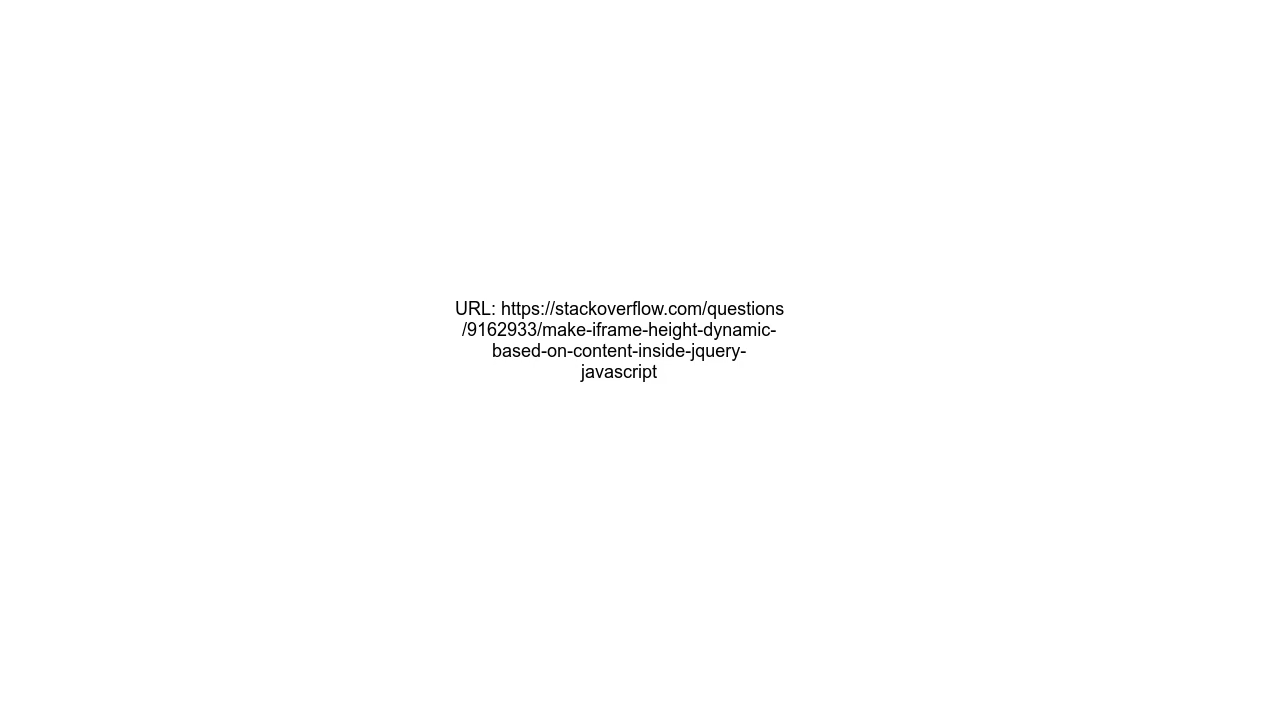 URL: https://stackoverflow.com/questions
/9162933/make-iframe-height-dynamic-
based-on-content-inside-jquery-
javascript